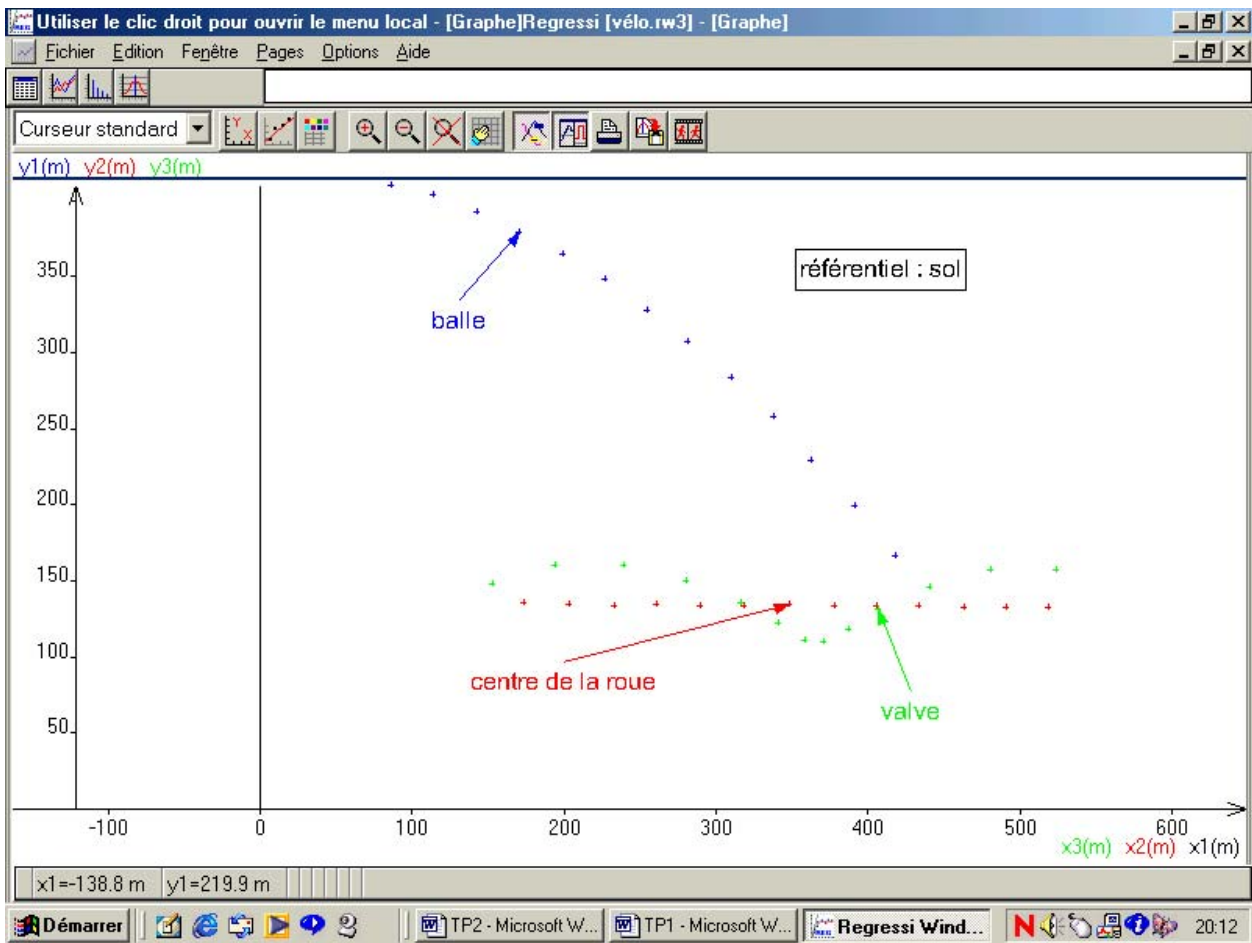 Utiliser le clic droit pour ouvrir le menu local - [Graphe]Regressi [vélo.rw3] - [Graphe]
Fichier Edition Fenêtre Pages Options Aide
Curseur standard
y1(m) y2(m) y3(m)
350
référentiel : sol
balle
300
250
200
150
100
centre de la roue
valve
50
-100 0 100 200 300 400 500 600
x3(m) x2(m) x1(m)
x1=-138.8 m y1=219.9 m
Démarrer TP2 - Microsoft W... TP1 - Microsoft W... Regressi Wind... N 20:12